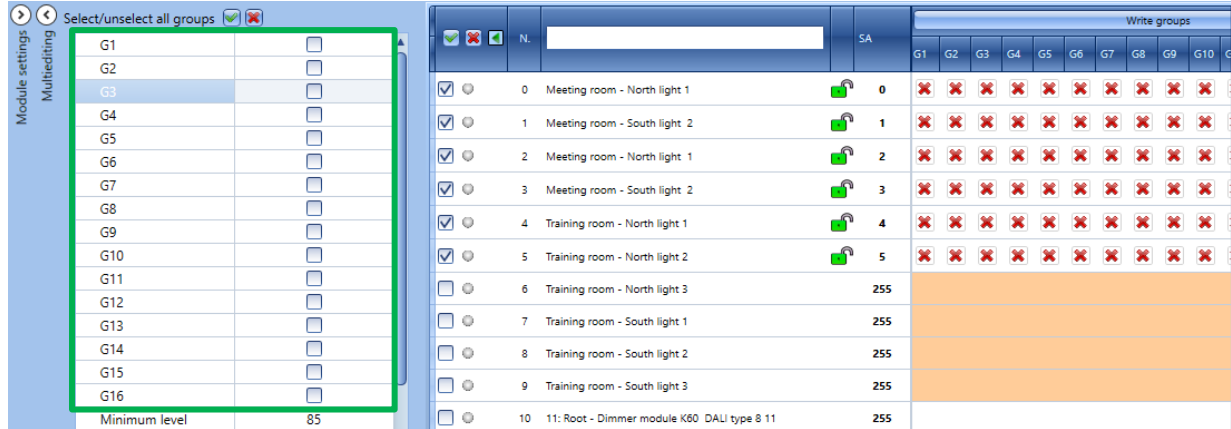 Select/unselect all groups
Module settings
Multiediting
G1
G2
G3
G4
G5
G6
G7
G8
G9
G10
G11
G12
G13
G14
G15
G16
Minimum level 85
N. SA
Write groups
G1 G2 G3 G4 G5 G6 G7 G8 G9 G10
0 Meeting room - North light 1 0
1 Meeting room - South light 2 1
2 Meeting room - North light 1 2
3 Meeting room - South light 2 3
4 Training room - North light 1 4
5 Training room - North light 2 5
6 Training room - North light 3 255
7 Training room - South light 1 255
8 Training room - South light 2 255
9 Training room - South light 3 255
10 11: Root - Dimmer module K60 DALI type 8 11 255